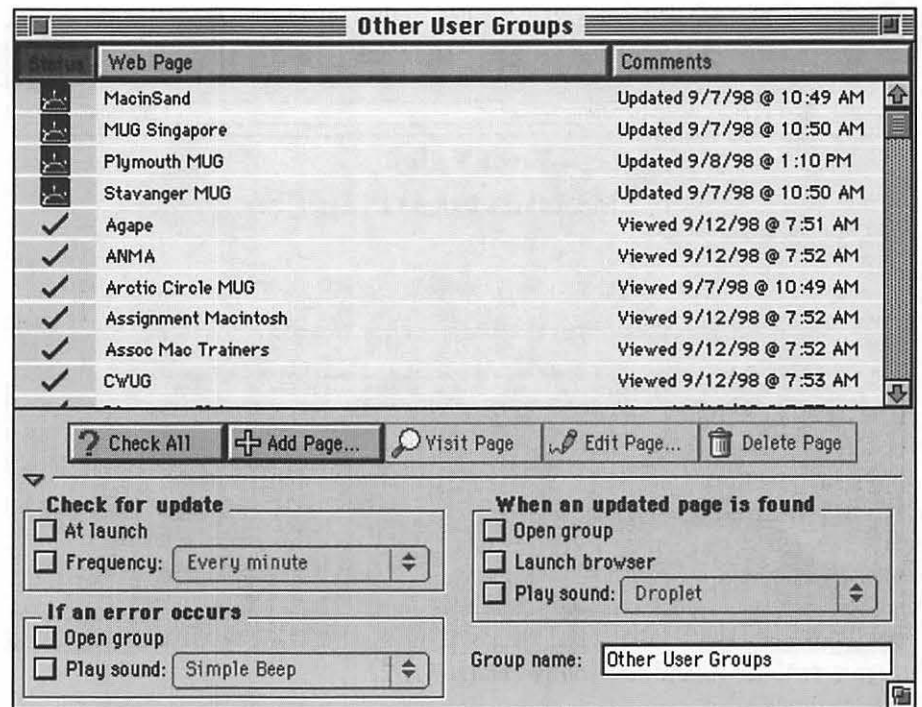 Other User Groups
Status Web Page Comments
MacinSand Updated 9/7/98 @ 10:49 AM
MUG Singapore Updated 9/7/98 @ 10:50 AM
Plymouth MUG Updated 9/8/98 @ 1:10 PM
Stavanger MUG Updated 9/7/98 @ 10:50 AM
Agape Viewed 9/12/98 @ 7:51 AM
ANMA Viewed 9/12/98 @ 7:52 AM
Arctic Circle MUG Viewed 9/7/98 @ 10:49 AM
Assignment Macintosh Viewed 9/12/98 @ 7:52 AM
Assoc Mac Trainers Viewed 9/12/98 @ 7:52 AM
CWUG Viewed 9/12/98 @ 7:53 AM
? Check All Add Page... Visit Page Edit Page... Delete Page
Check for update
At launch
Frequency: Every minute
If an error occurs
Open group
Play sound: Simple Beep
When an updated page is found
Open group
Launch browser
Play sound: Droplet
Group name: Other User Groups